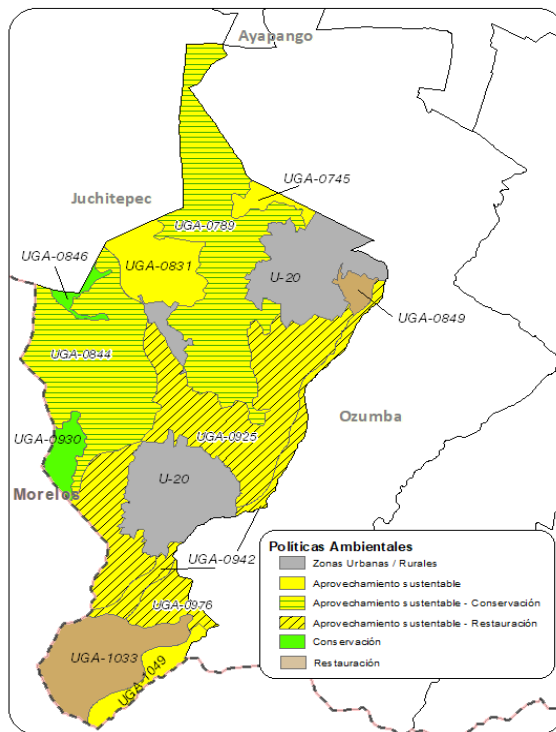 Ayapango
UGA-0745
Juchitepec
UGA-0789
UGA-0846
UGA-0831
U-20
UGA-0849
UGA-0844
Ozumba
UGA-0930
UGA-0925
U-20
Morelos
UGA-0942
UGA-0976
UGA-1033
UGA-1049
Políticas Ambientales
Zonas Urbanas / Rurales
Aprovechamiento sustentable
Aprovechamiento sustentable - Conservación
Aprovechamiento sustentable - Restauración
Conservación
Restauración